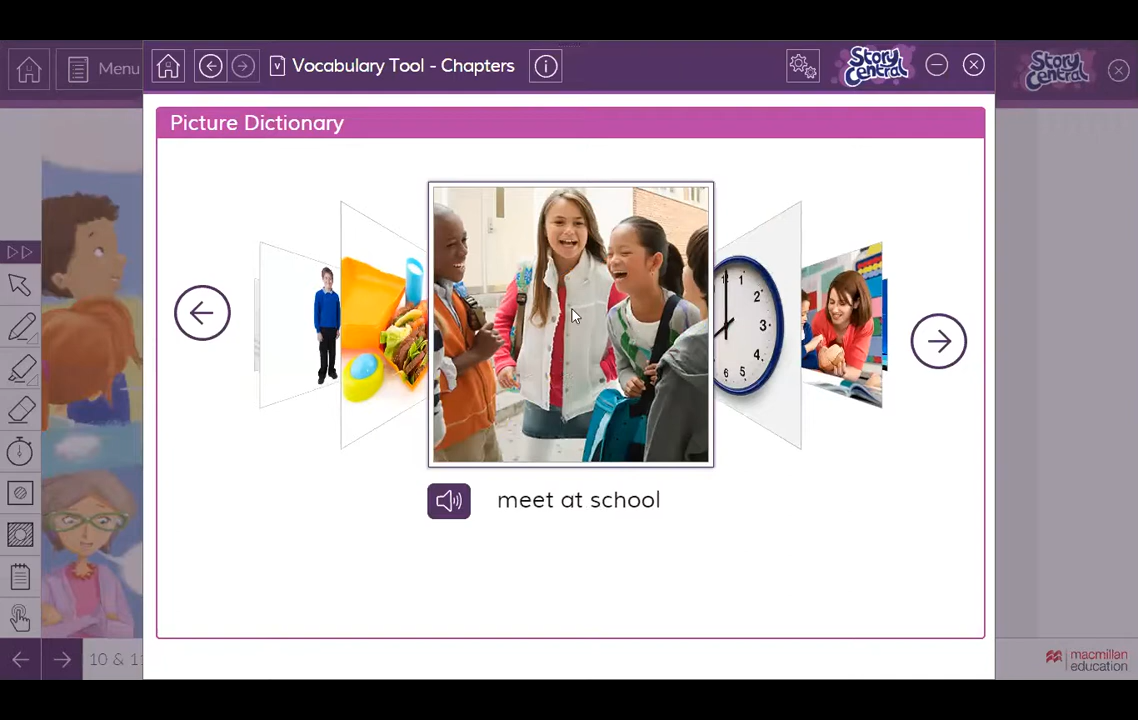 Menu
Vocabulary Tool - Chapters
Story Central
Story Central
Picture Dictionary
meet at school
10 & 11
macmillan
education